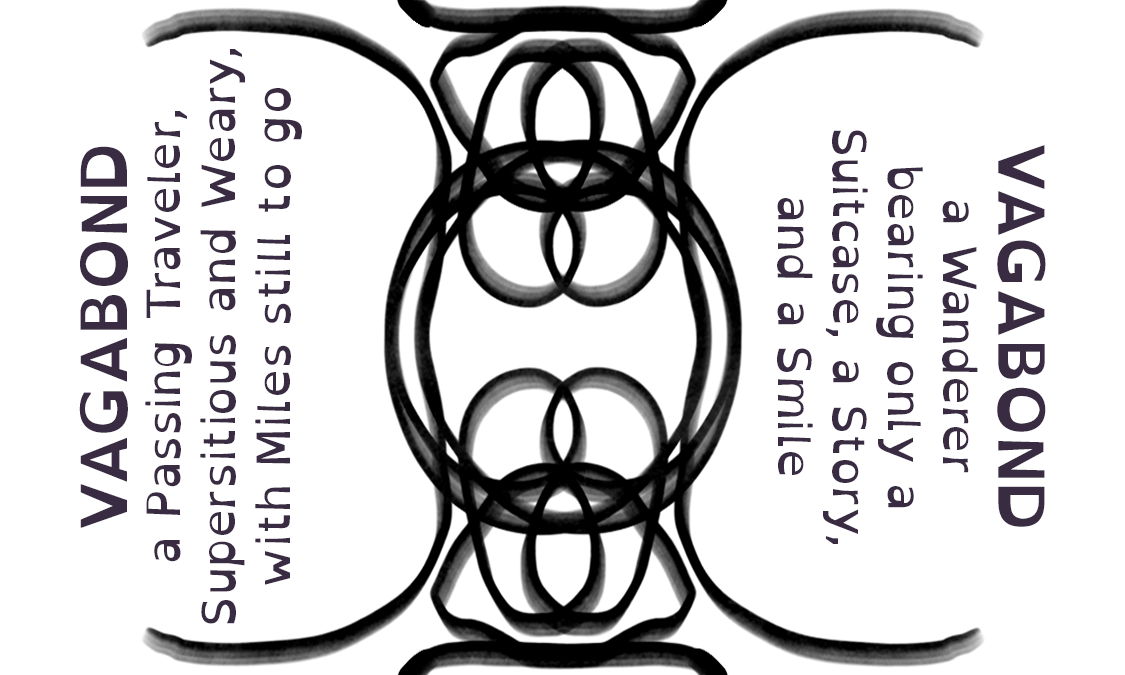 VAGABOND
a Passing Traveler,
Supersitious and Weary,
with Miles still to go
VAGABOND
a Wanderer
bearing only a
Suitcase, a Story,
and a Smile